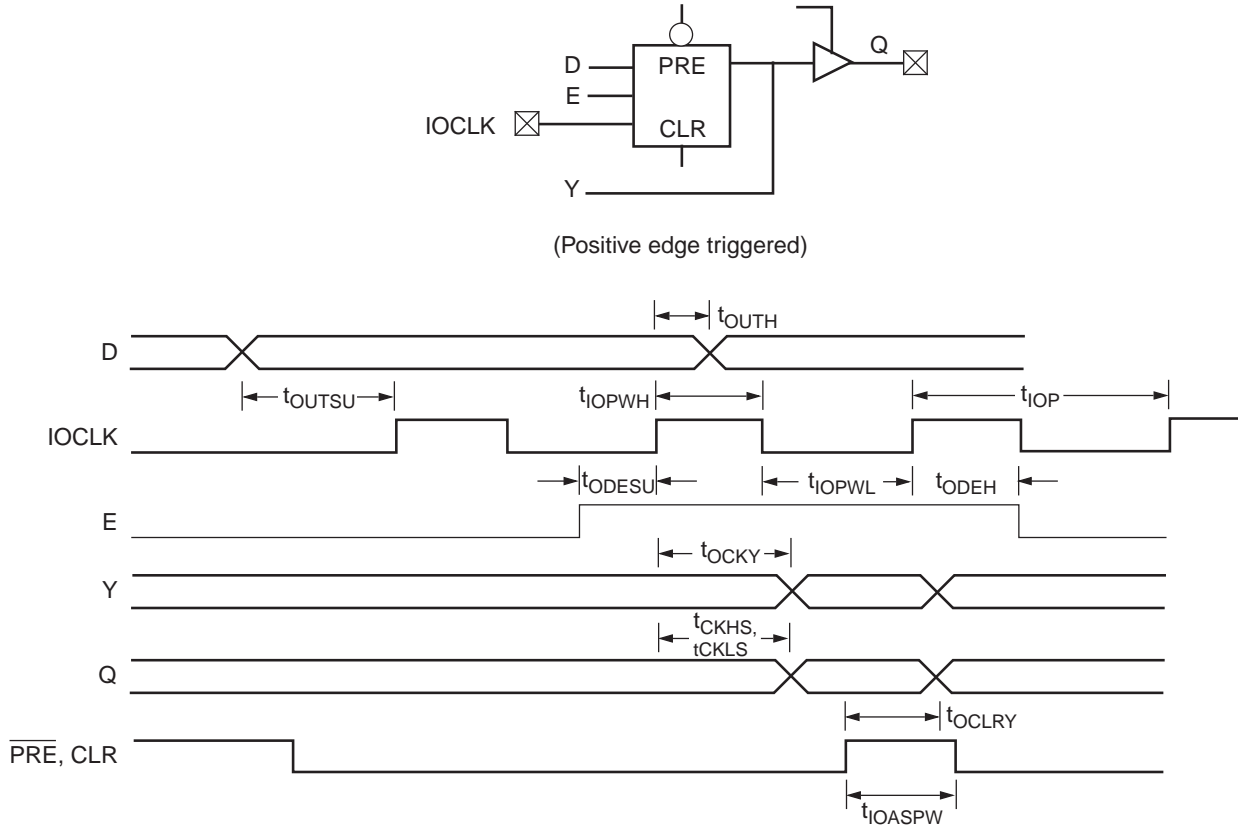 PRE
D
E
IOCLK
CLR
Q
Y
(Positive edge triggered)
tOUTH
D
tOUTSU
tIOPWH
tIOP
IOCLK
tODESU
tIOPWL
tODEH
E
tOCKY
Y
tCKHS,
tCKLS
Q
tOCLRY
PRE, CLR
tIOASPW